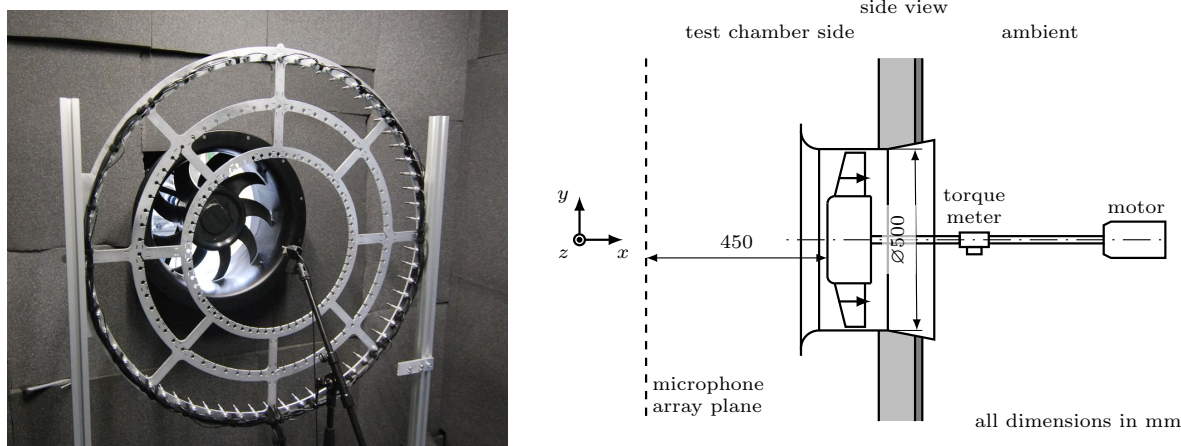 side view
test chamber side
ambient
y
z
x
450
⌀500
torque
meter
motor
microphone
array plane
all dimensions in mm